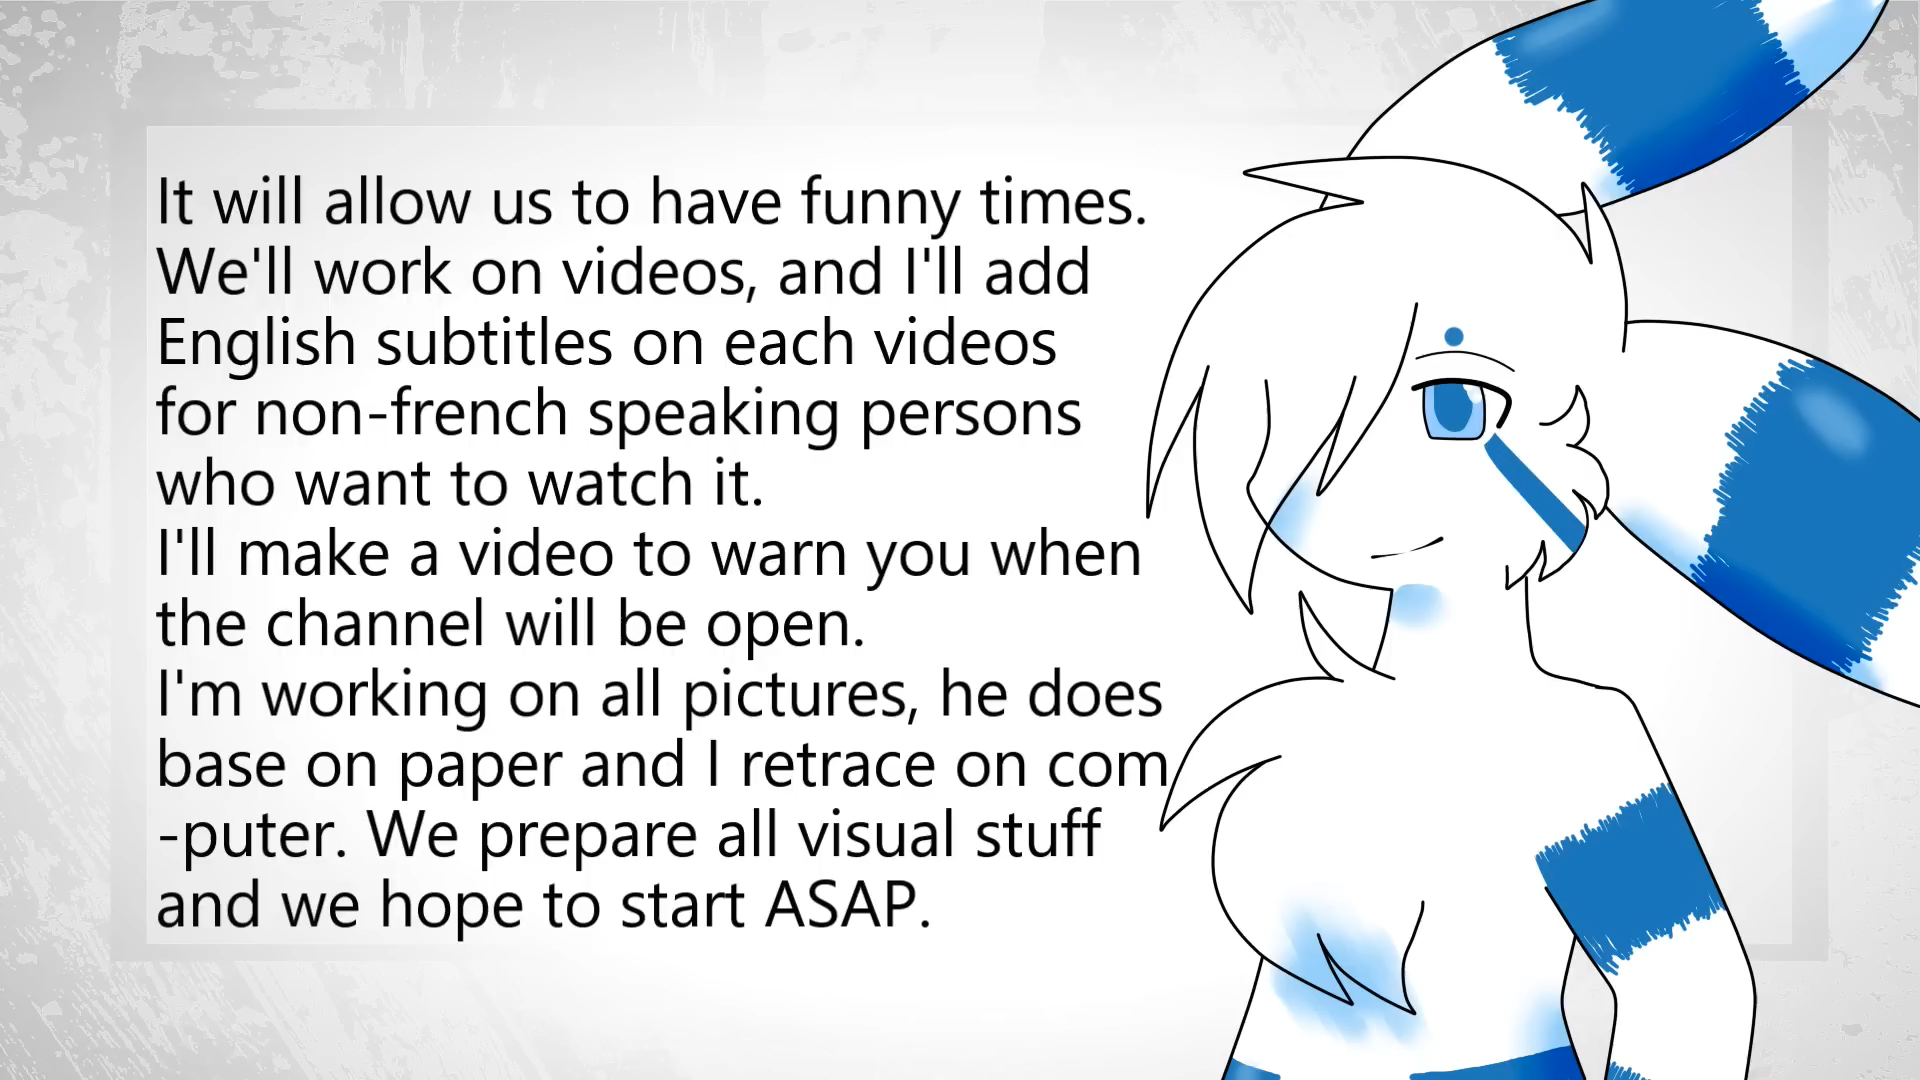 It will allow us to have funny times.
We'll work on videos, and I'll add
English subtitles on each videos
for non-french speaking persons
who want to watch it.
I'll make a video to warn you when
the channel will be open.
I'm working on all pictures, he does
base on paper and I retrace on com
-puter. We prepare all visual stuff
and we hope to start ASAP.